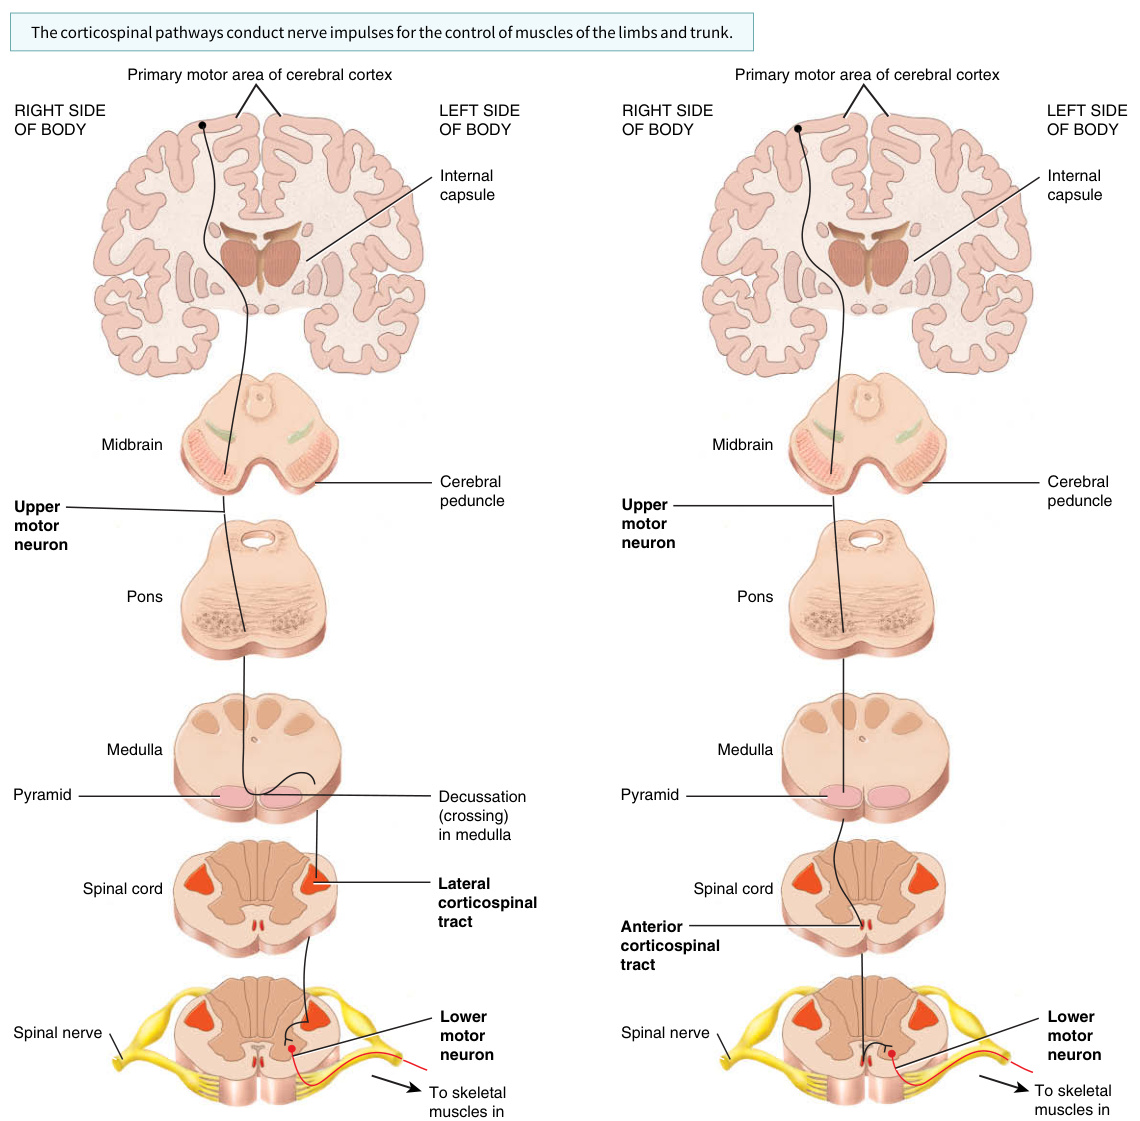 The corticospinal pathways conduct nerve impulses for the control of muscles of the limbs and trunk.
Primary motor area of cerebral cortex
RIGHT SIDE
OF BODY
LEFT SIDE
OF BODY
Internal
capsule
Midbrain
Cerebral
peduncle
Upper
motor
neuron
Pons
Medulla
Pyramid
Decussation
(crossing)
in medulla
Spinal cord
Lateral
corticospinal
tract
Spinal nerve
Lower
motor
neuron
To skeletal
muscles in
Primary motor area of cerebral cortex
RIGHT SIDE
OF BODY
LEFT SIDE
OF BODY
Internal
capsule
Midbrain
Cerebral
peduncle
Upper
motor
neuron
Pons
Medulla
Pyramid
Spinal cord
Anterior
corticospinal
tract
Spinal nerve
Lower
motor
neuron
To skeletal
muscles in